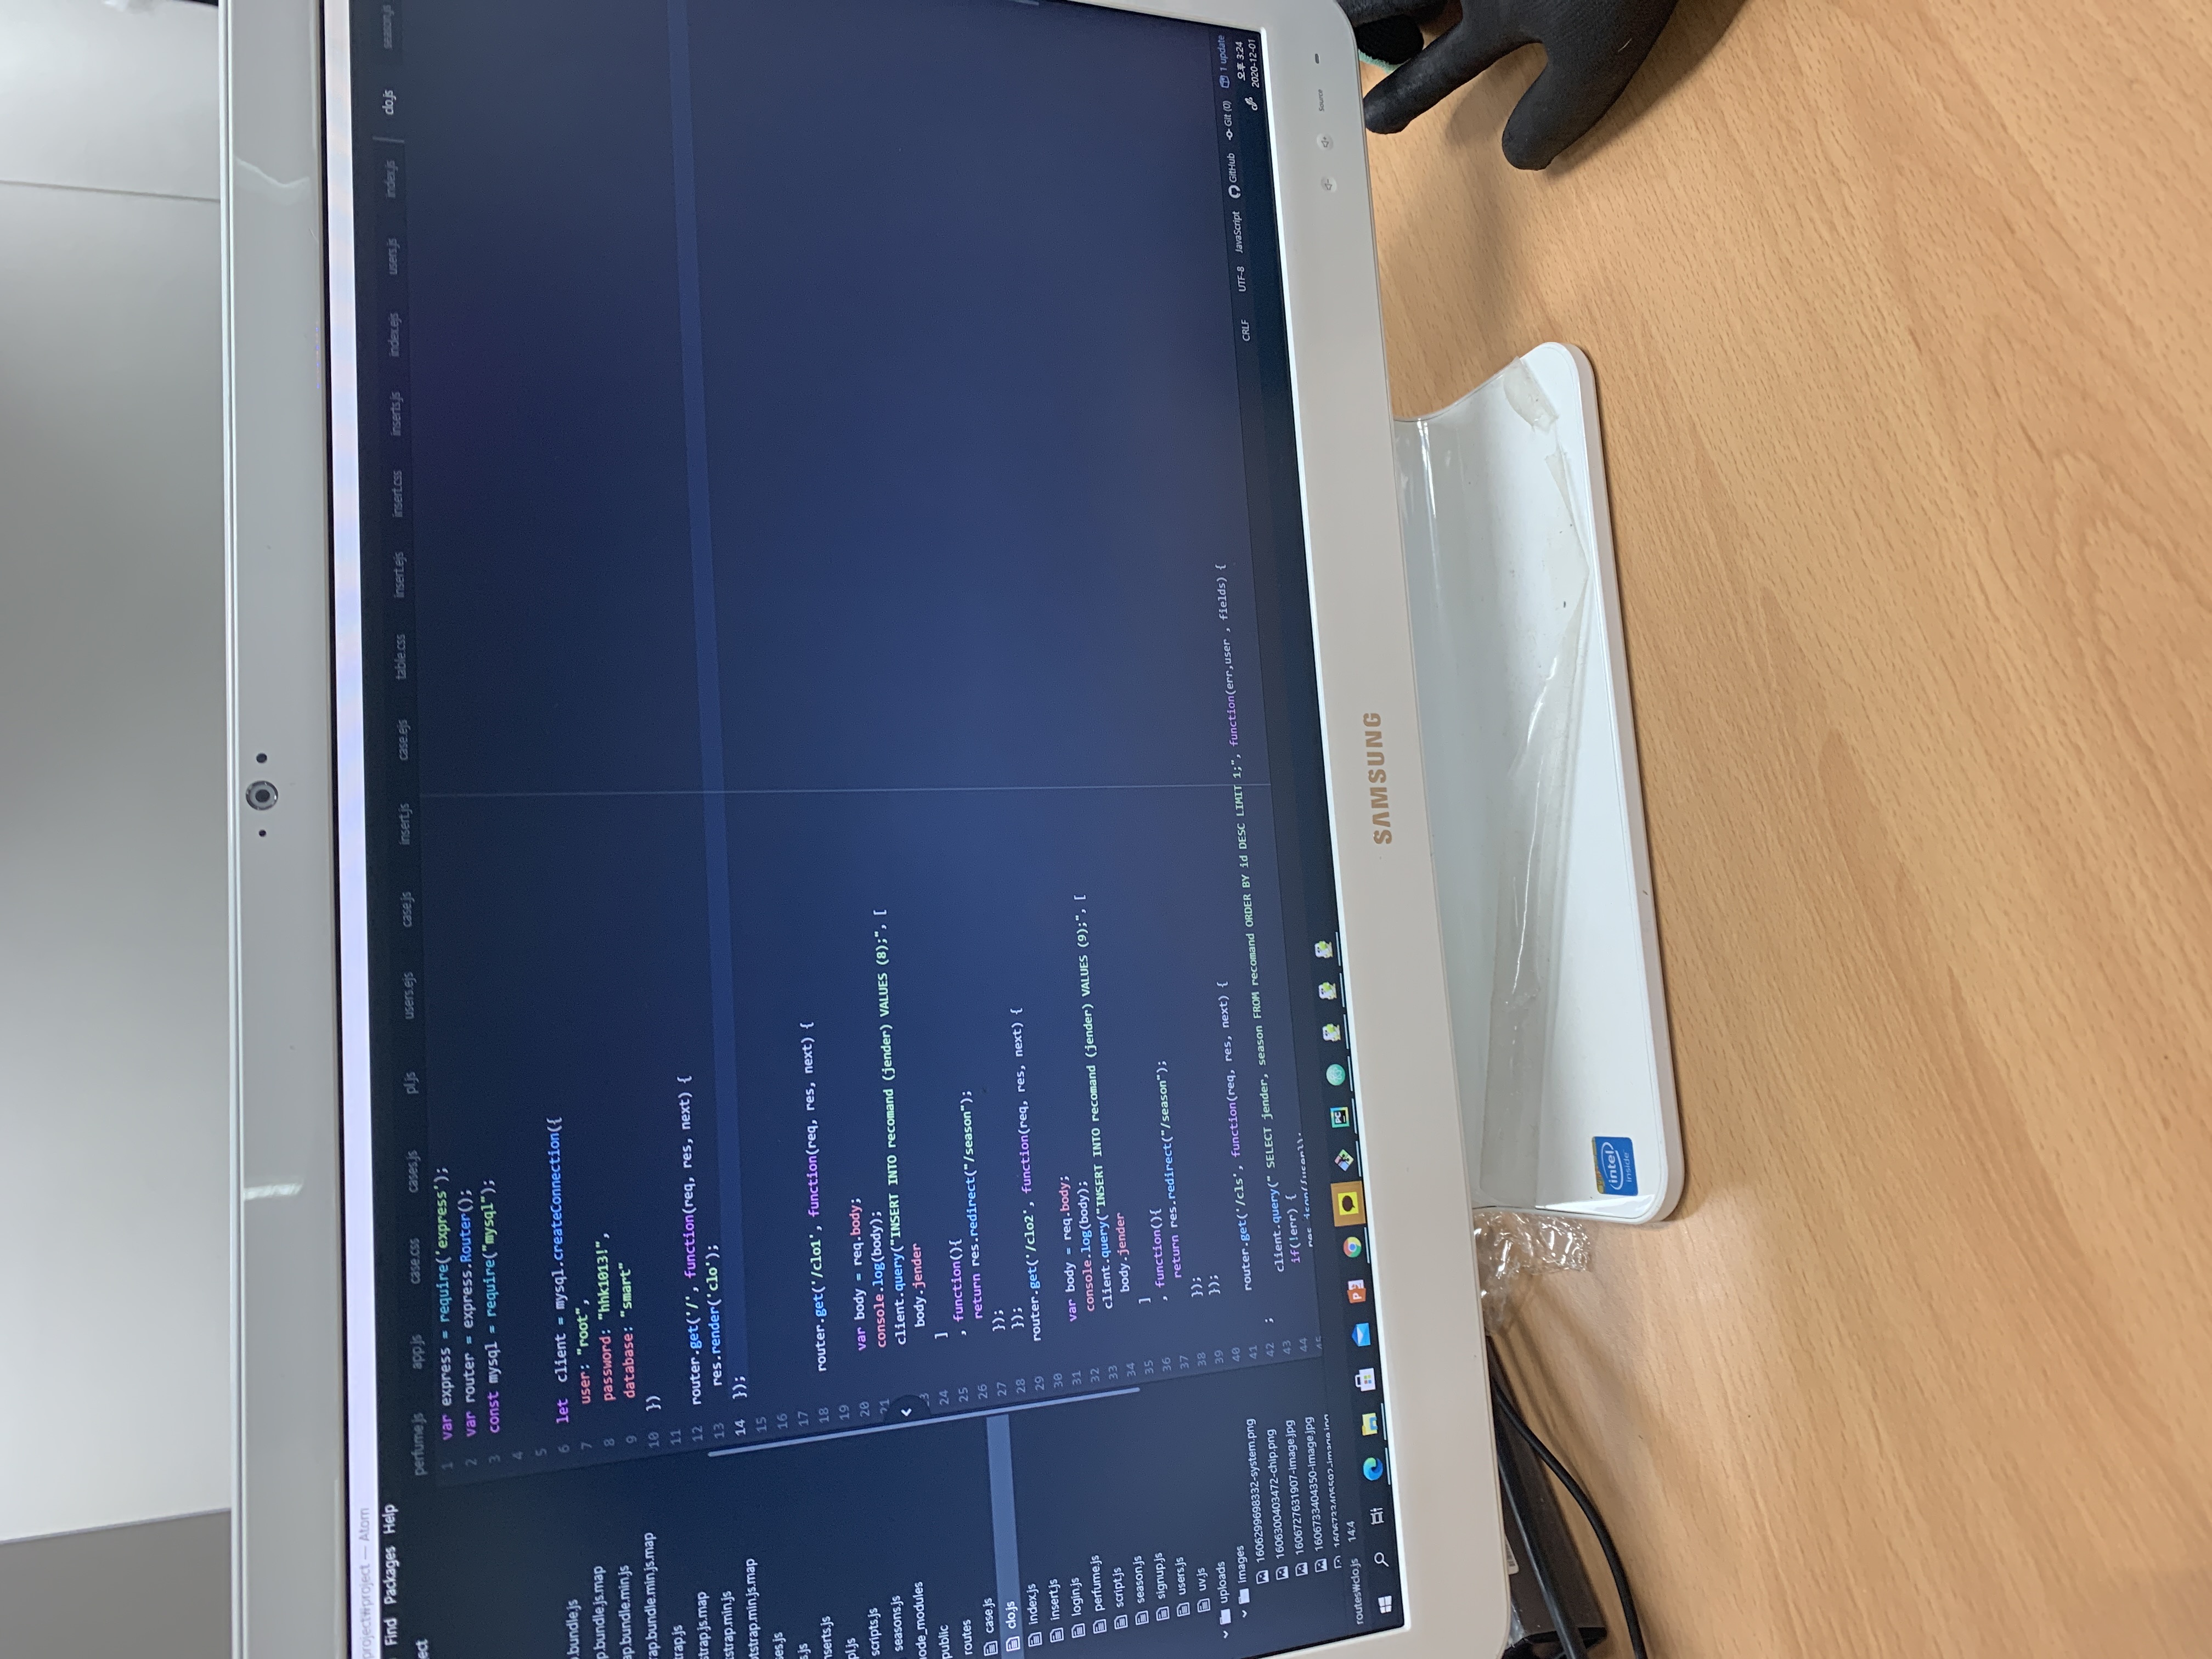 project₩project — Atom
Find Packages Help
perfume.js app.js case.css cases.js pl.js users.ejs case.js insert.js case.ejs table.css insert.ejs insert.css inserts.js index.ejs users.js index.js clo.js season.js
1 var express = require('express');
2 var router = express.Router();
3 const mysql = require("mysql");
4
5
6 let client = mysql.createConnection({
7 user: "root",
8 password: "hhk1013!",
9 database: "smart"
10 })
11
12 router.get('/', function(req, res, next) {
13 res.render('clo');
14 });
15
16
17
18 router.get('/clo1', function(req, res, next) {
19
20 var body = req.body;
21 console.log(body);
client.query("INSERT INTO recomand (jender) VALUES (8);", [
body.jender
24 ]
25 , function(){
26 return res.redirect("/season");
27 });
28 });
29 router.get('/clo2', function(req, res, next) {
30
31 var body = req.body;
32 console.log(body);
33 client.query("INSERT INTO recomand (jender) VALUES (9);", [
34 body.jender
35 ]
36 , function(){
37 return res.redirect("/season");
38 });
39 });
40
41 router.get('/cls', function(req, res, next) {
42 ;
43 client.query(" SELECT jender, season FROM recomand ORDER BY id DESC LIMIT 1;", function(err,user , fields) {
44 if(!err) {
45 res.json({user});
.bundle.js
p.bundle.js.map
ap.bundle.min.js
rap.bundle.min.js.map
trap.js
strap.js.map
tstrap.min.js
otstrap.min.js.map
ses.js
s.js
nserts.js
pl.js
scripts.js
seasons.js
node_modules
public
routes
case.js
clo.js
index.js
insert.js
login.js
perfume.js
script.js
season.js
signup.js
users.js
uv.js
uploads
images
1606299698332-system.png
1606300403472-chip.png
1606727631907-image.jpg
1606733404350-image.jpg
1606733405592-image.jpg
routes₩clo.js 14:4
CRLF UTF-8 JavaScript GitHub Git (0) 1 update
오후 3:24
2020-12-01
SAMSUNG
Source
intel
inside